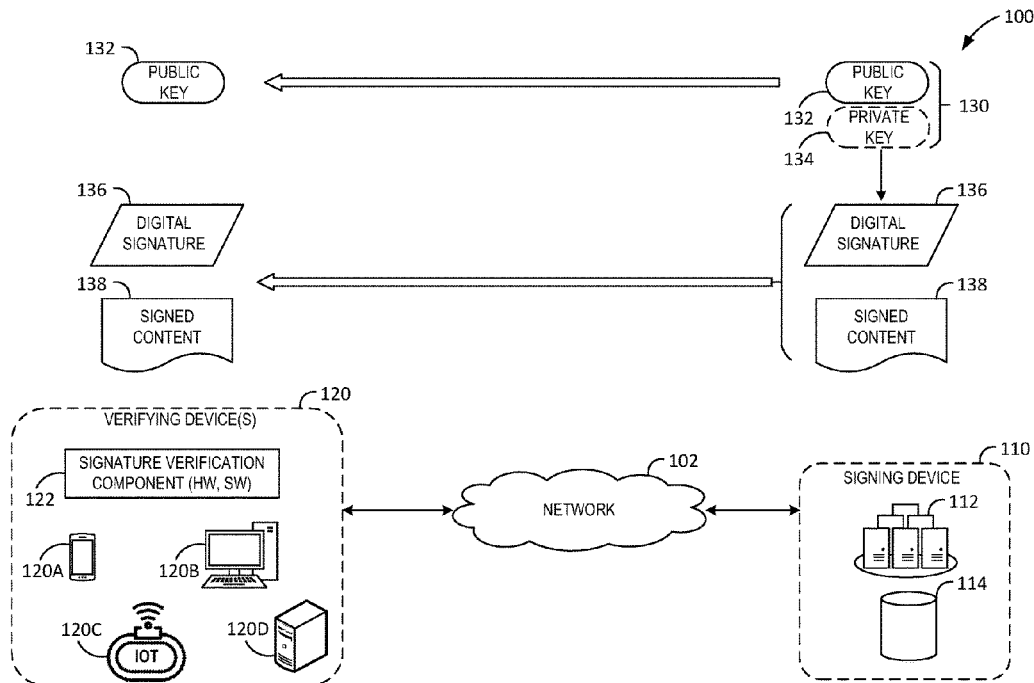 100
132
PUBLIC
KEY
PUBLIC
KEY
132
130
PRIVATE
KEY
134
136
DIGITAL
SIGNATURE
136
DIGITAL
SIGNATURE
138
SIGNED
CONTENT
138
SIGNED
CONTENT
120
VERIFYING DEVICE(S)
SIGNATURE VERIFICATION
COMPONENT (HW, SW)
122
120A
120B
120C
IOT
120D
102
NETWORK
110
SIGNING DEVICE
112
114